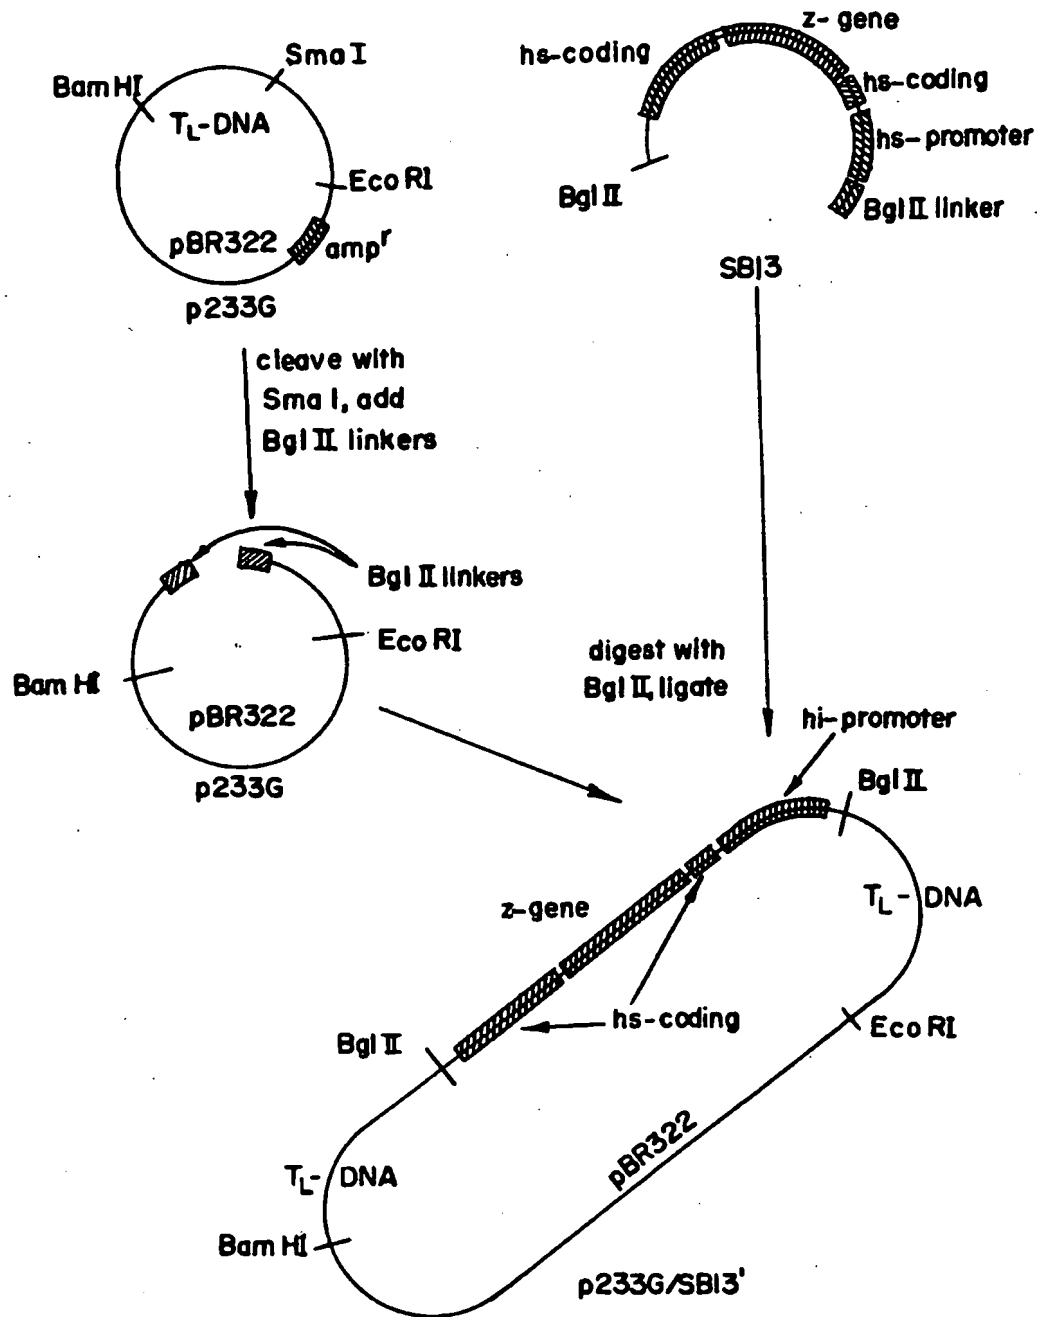 Sma I
Bam HI
T_L-DNA
Eco RI
pBR322
amp^r
p233G
z-gene
hs-coding
hs-coding
hs-promoter
Bgl II
Bgl II linker
SB13
cleave with
Sma I, add
Bgl II linkers
Bgl II linkers
Eco RI
Bam HI
pBR322
p233G
digest with
Bgl II, ligate
hi-promoter
Bgl II
T_L-DNA
z-gene
hs-coding
Bgl II
Eco RI
pBR322
T_L-DNA
Bam HI
p233G/SB13'